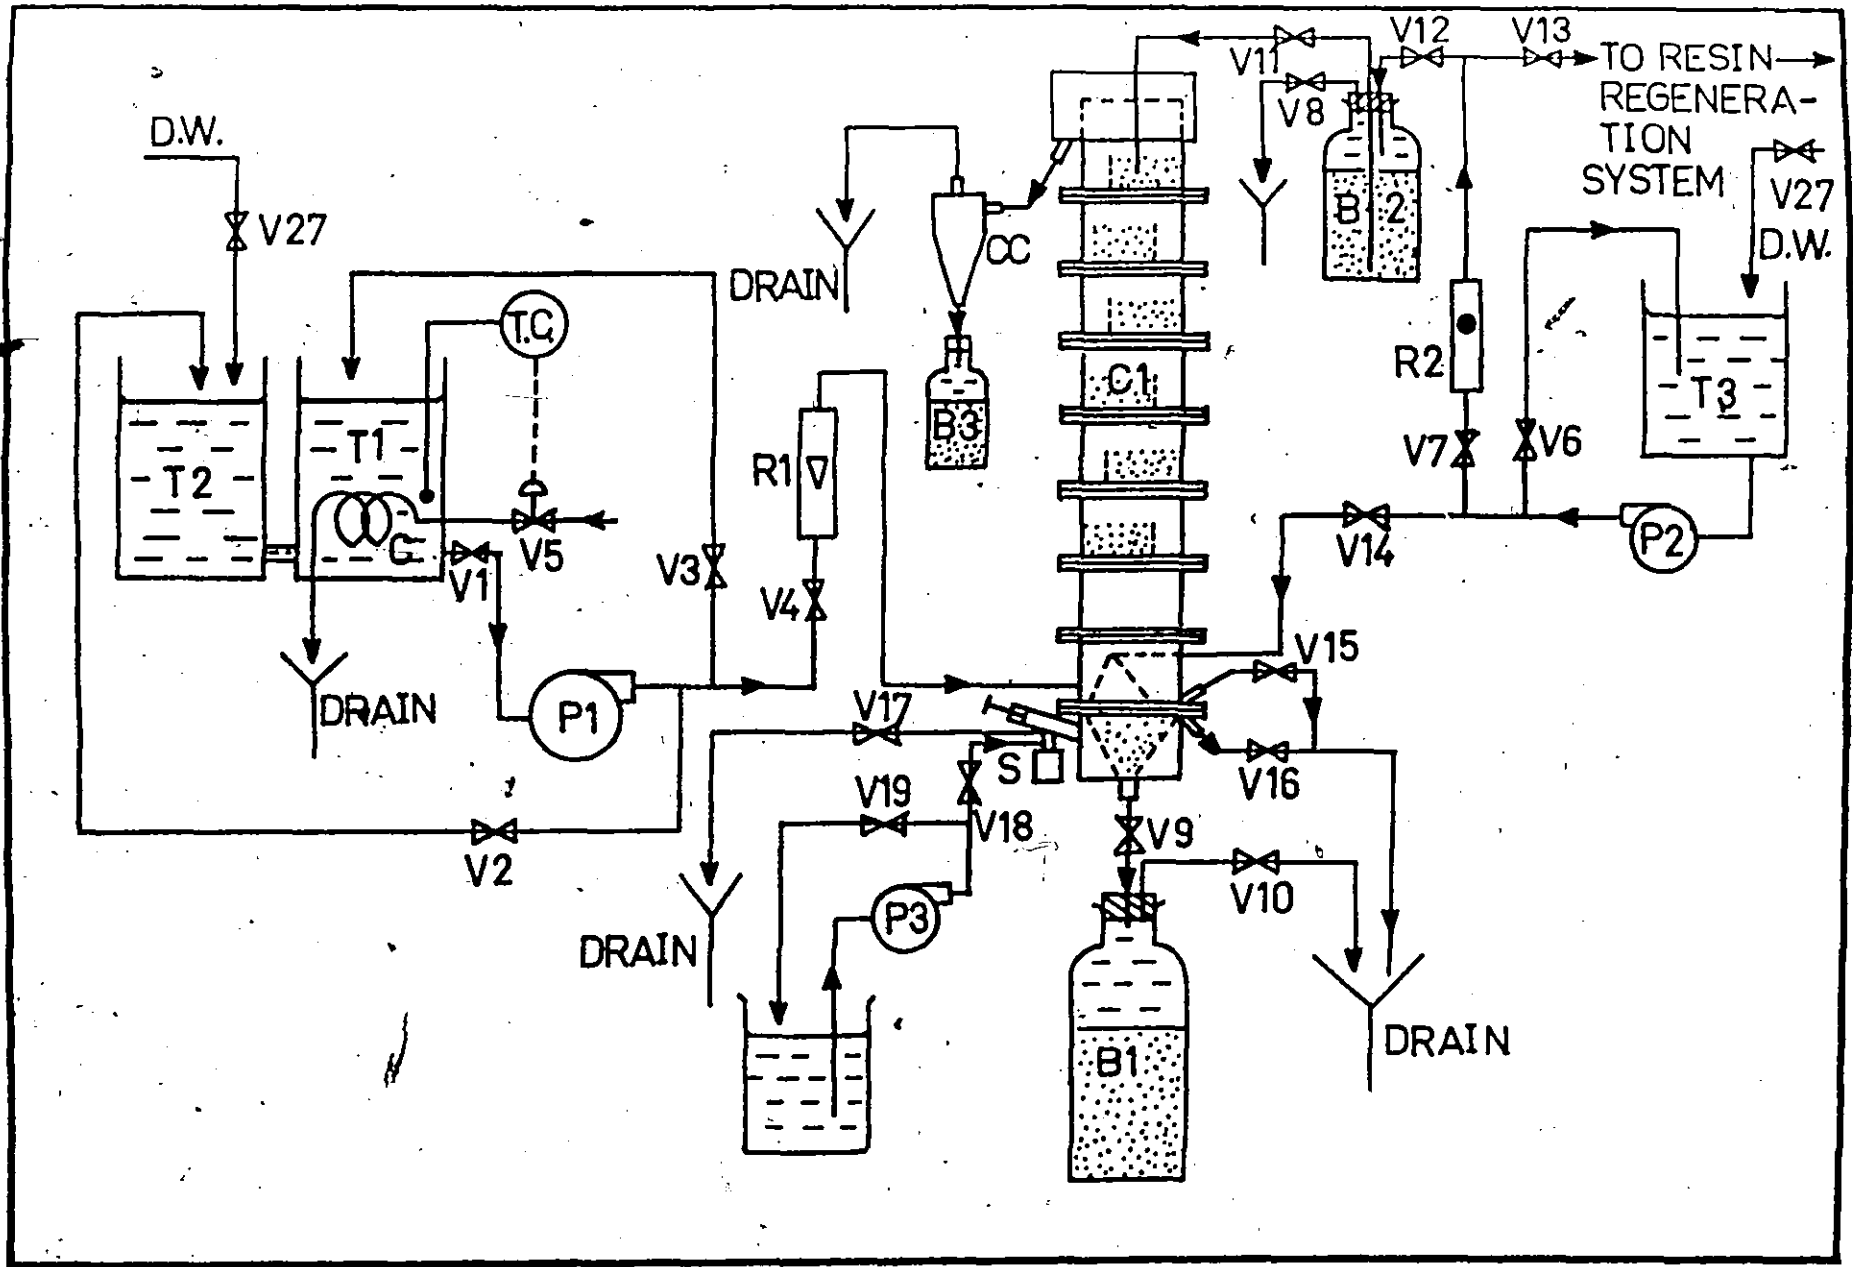 V12
V13
V11
TO RESIN
REGENERA-
TION
SYSTEM
V8
D.W.
V27
V27
D.W.
B 2
CC
DRAIN
T.C
R2
T3
C1
B3
T1
T2
R1
V7
V6
G
V5
V1
V3
V4
V14
P2
V15
DRAIN
P1
V17
S
V16
V19
V18
V9
V2
V10
P3
DRAIN
B1
DRAIN